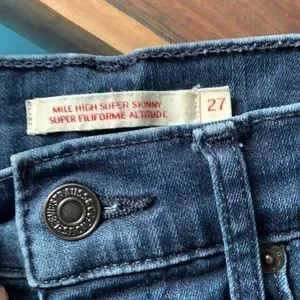 MILE HIGH SUPER SKINNY
SUPER FILIFORME ALTITUDE
27